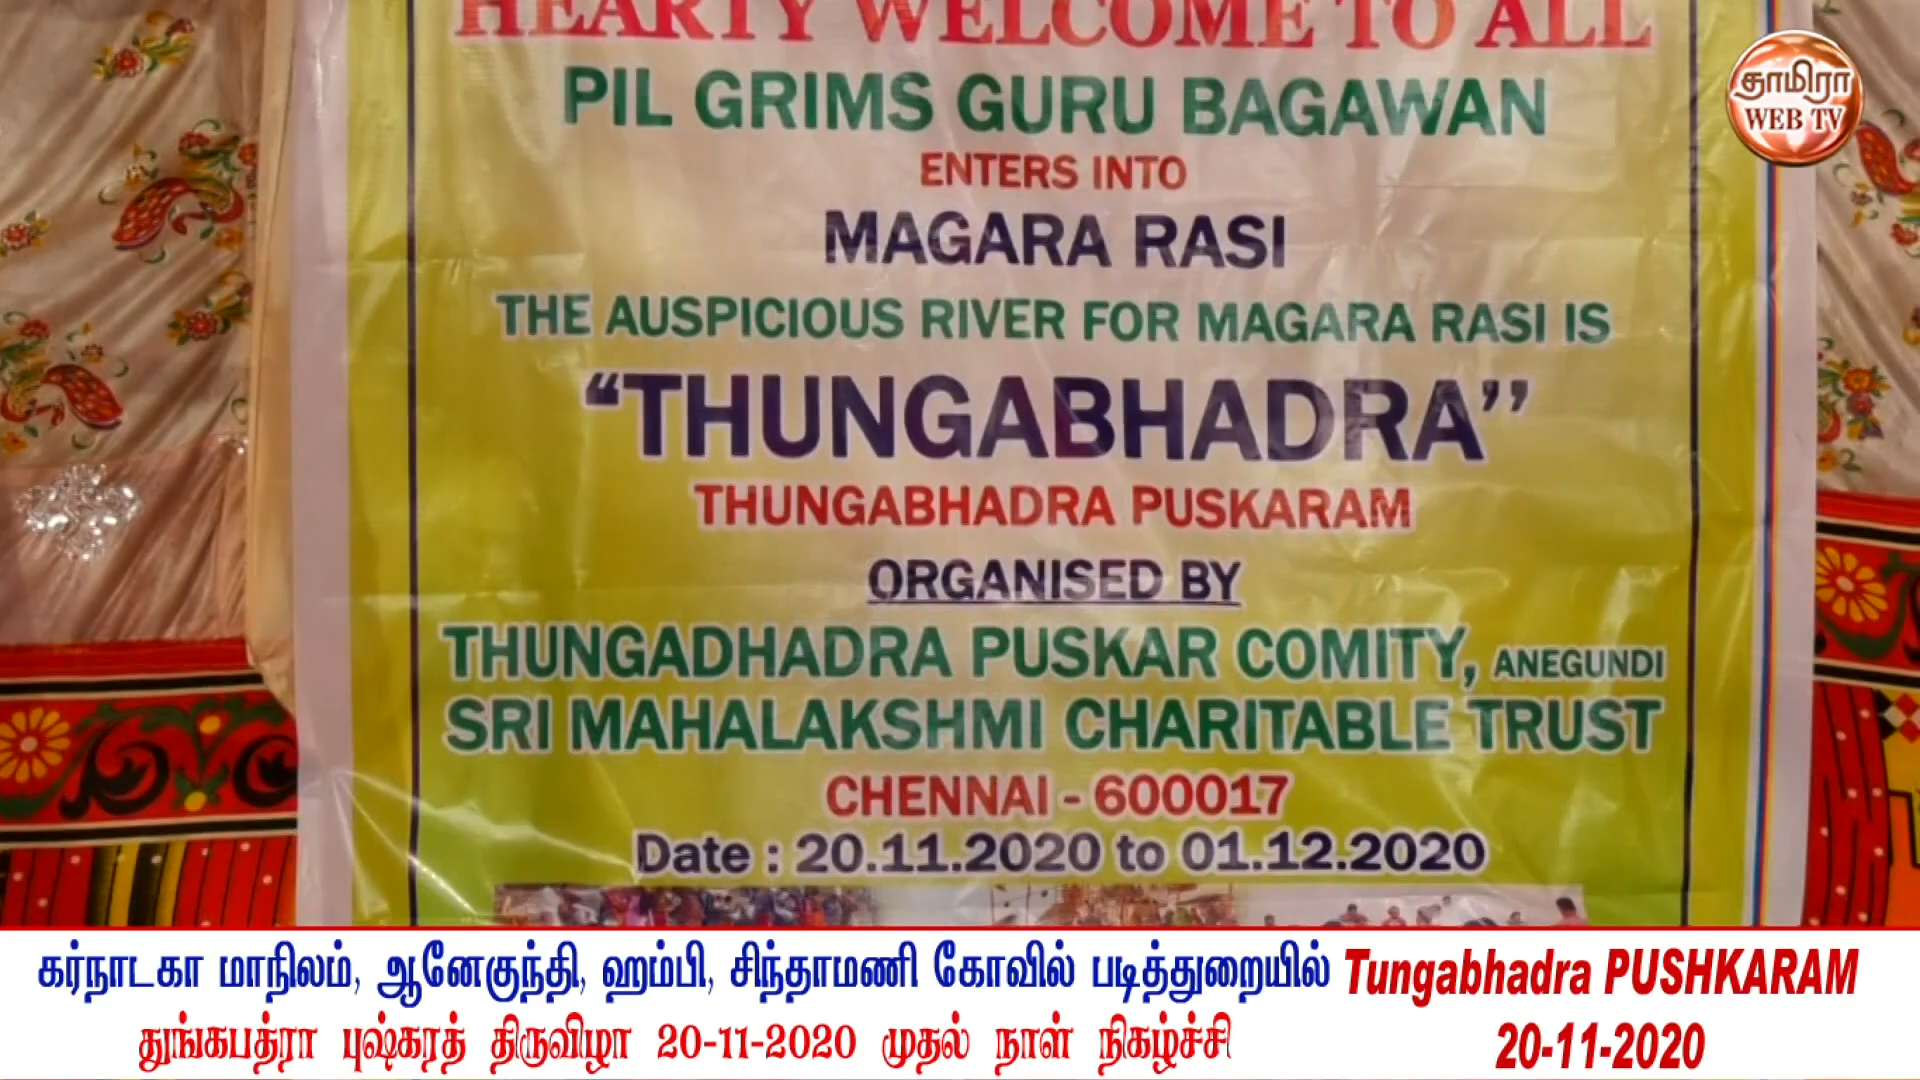 HEARTY WELCOME TO ALL
PIL GRIMS GURU BAGAWAN
ENTERS INTO
MAGARA RASI
THE AUSPICIOUS RIVER FOR MAGARA RASI IS
“THUNGABHADRA’’
THUNGABHADRA PUSKARAM
ORGANISED BY
THUNGADHADRA PUSKAR COMITY, ANEGUNDI
SRI MAHALAKSHMI CHARITABLE TRUST
CHENNAI - 600017
Date : 20.11.2020 to 01.12.2020
தாமிரா
WEB TV
கர்நாடகா மாநிலம், ஆனேகுந்தி, ஹம்பி, சிந்தாமணி கோவில் படித்துறையில்
துங்கபத்ரா புஷ்கரத் திருவிழா 20-11-2020 முதல் நாள் நிகழ்ச்சி
Tungabhadra PUSHKARAM
20-11-2020